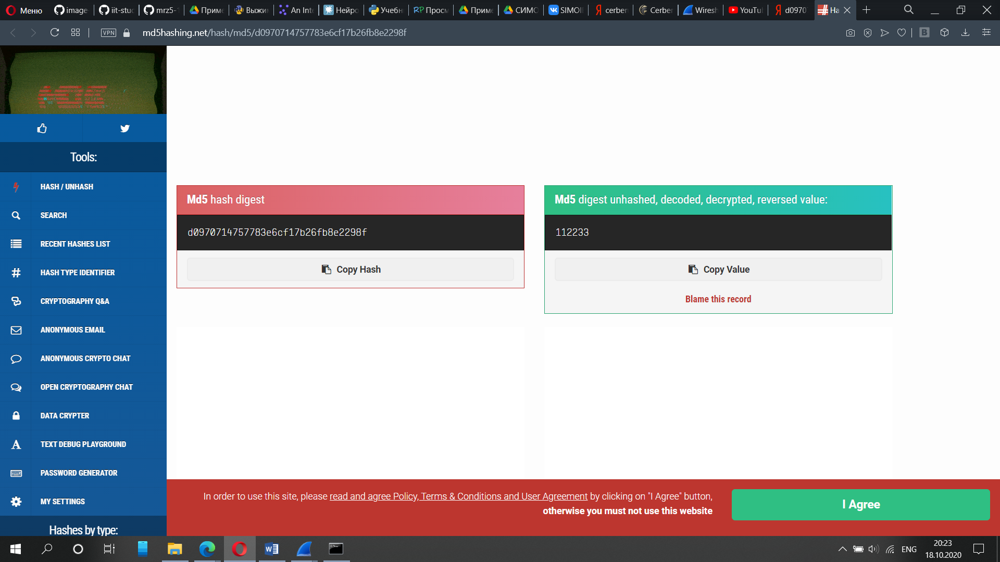 Меню
image-
iit-stud
mrz5-1
Приме
Выжи
An Inte
Нейро
Учебн
Просм
Приме
СИМО
SIMOII
cerber
Cerber
Wiresh
YouTu
d0970
Ha
VPN
md5hashing.net/hash/md5/d0970714757783e6cf17b26fb8e2298f
Tools:
HASH / UNHASH
SEARCH
RECENT HASHES LIST
HASH TYPE IDENTIFIER
CRYPTOGRAPHY Q&A
ANONYMOUS EMAIL
ANONYMOUS CRYPTO CHAT
OPEN CRYPTOGRAPHY CHAT
DATA CRYPTER
TEXT DEBUG PLAYGROUND
PASSWORD GENERATOR
MY SETTINGS
Hashes by type:
Md5 hash digest
d0970714757783e6cf17b26fb8e2298f
Copy Hash
Md5 digest unhashed, decoded, decrypted, reversed value:
112233
Copy Value
Blame this record
In order to use this site, please read and agree Policy, Terms & Conditions and User Agreement by clicking on "I Agree" button,
otherwise you must not use this website
I Agree
ENG
20:23
18.10.2020